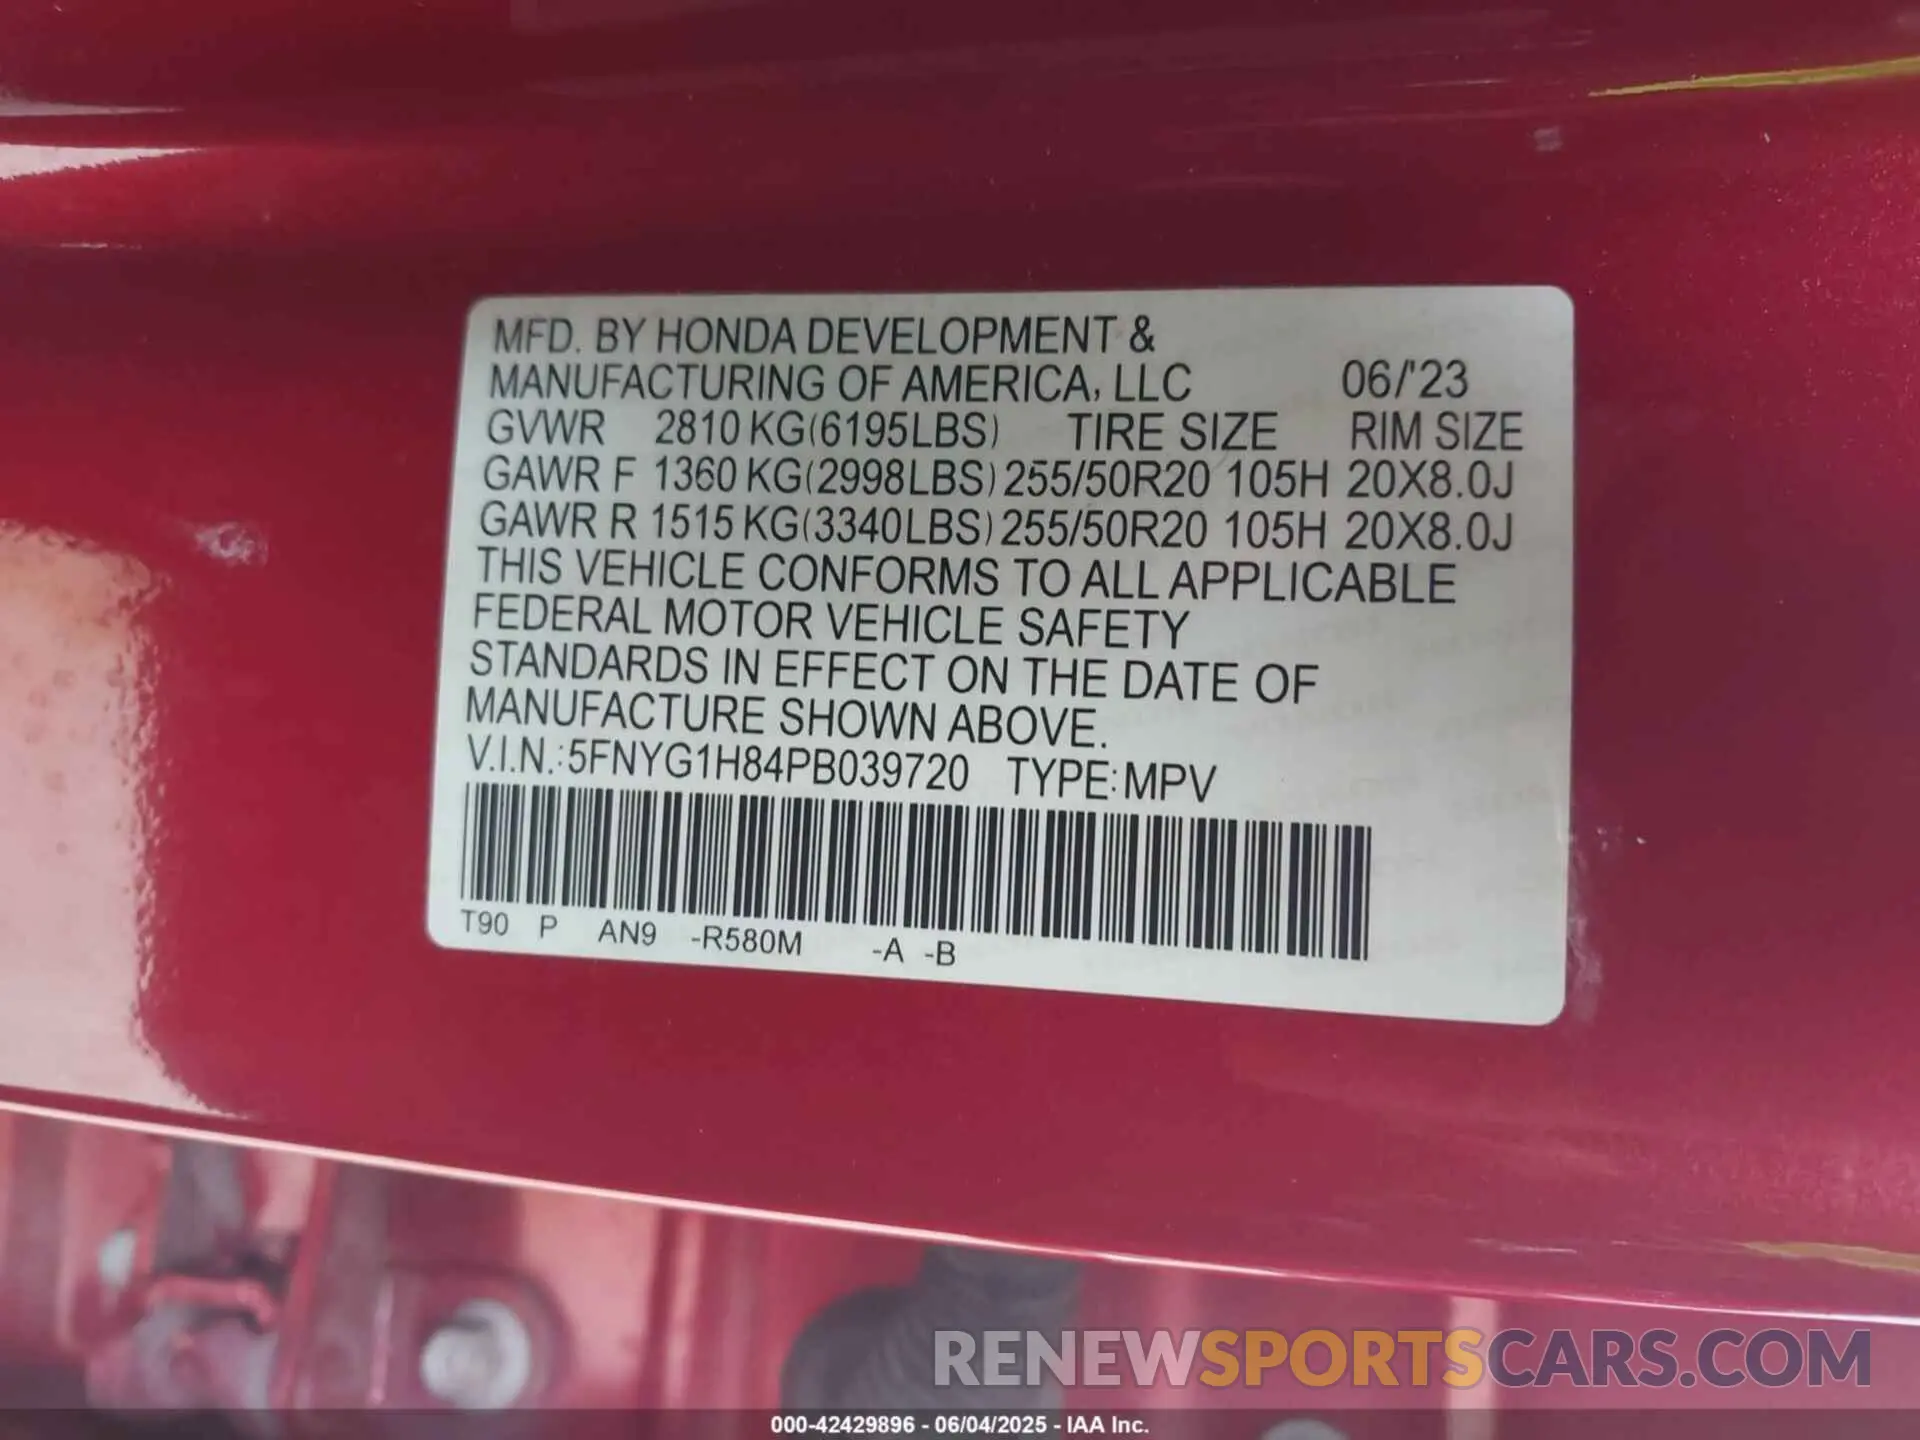 MFD. BY HONDA DEVELOPMENT &
MANUFACTURING OF AMERICA, LLC 06/'23
GVWR 2810 KG(6195LBS) TIRE SIZE RIM SIZE
GAWR F 1360 KG(2998LBS) 255/50R20 105H 20X8.0J
GAWR R 1515 KG(3340LBS) 255/50R20 105H 20X8.0J
THIS VEHICLE CONFORMS TO ALL APPLICABLE
FEDERAL MOTOR VEHICLE SAFETY
STANDARDS IN EFFECT ON THE DATE OF
MANUFACTURE SHOWN ABOVE.
V.I.N.:5FNYG1H84PB039720 TYPE:MPV
T90 P AN9 -R580M -A -B
RENEWSPORTSCARS.COM
000-42429896 - 06/04/2025 - IAA Inc.